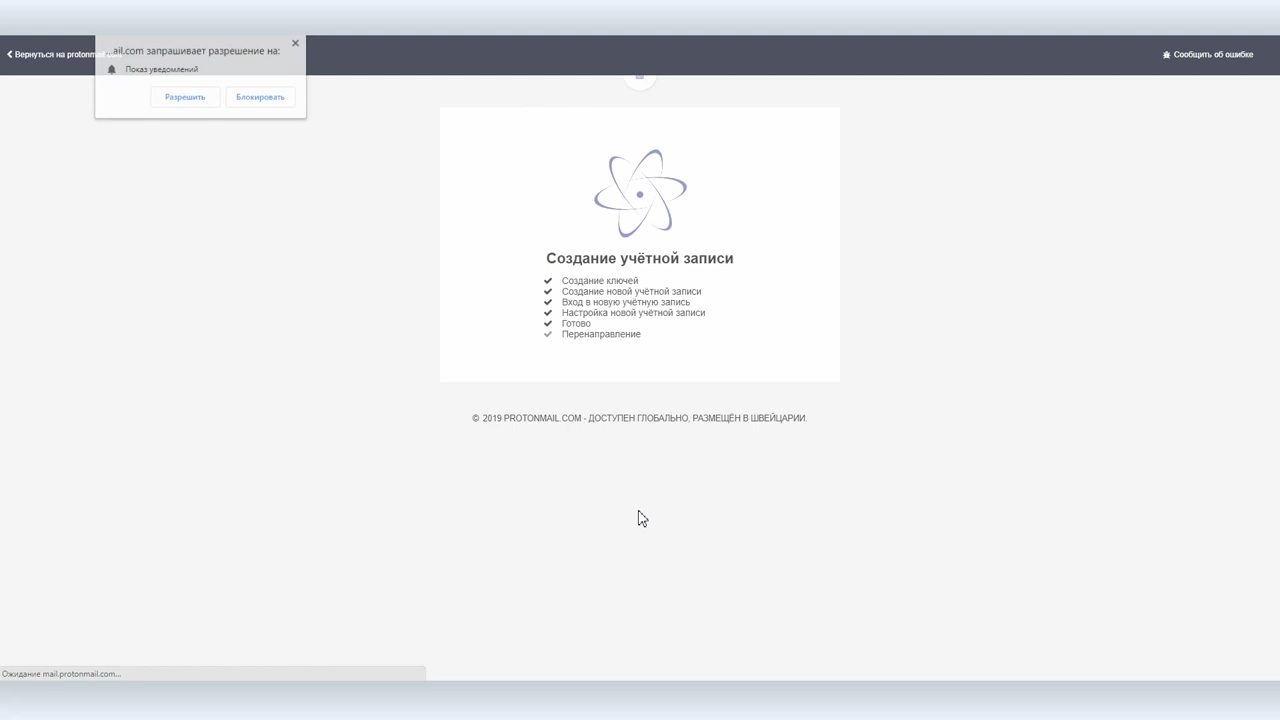 Вернуться на protonmail.com
ail.com запрашивает разрешение на:
Показ уведомлений
Разрешить
Блокировать
Сообщить об ошибке
Создание учётной записи
Создание ключей
Создание новой учётной записи
Вход в новую учётную запись
Настройка новой учётной записи
Готово
Перенаправление
© 2019 PROTONMAIL.COM - ДОСТУПЕН ГЛОБАЛЬНО, РАЗМЕЩЁН В ШВЕЙЦАРИИ.
Ожидание mail.protonmail.com...